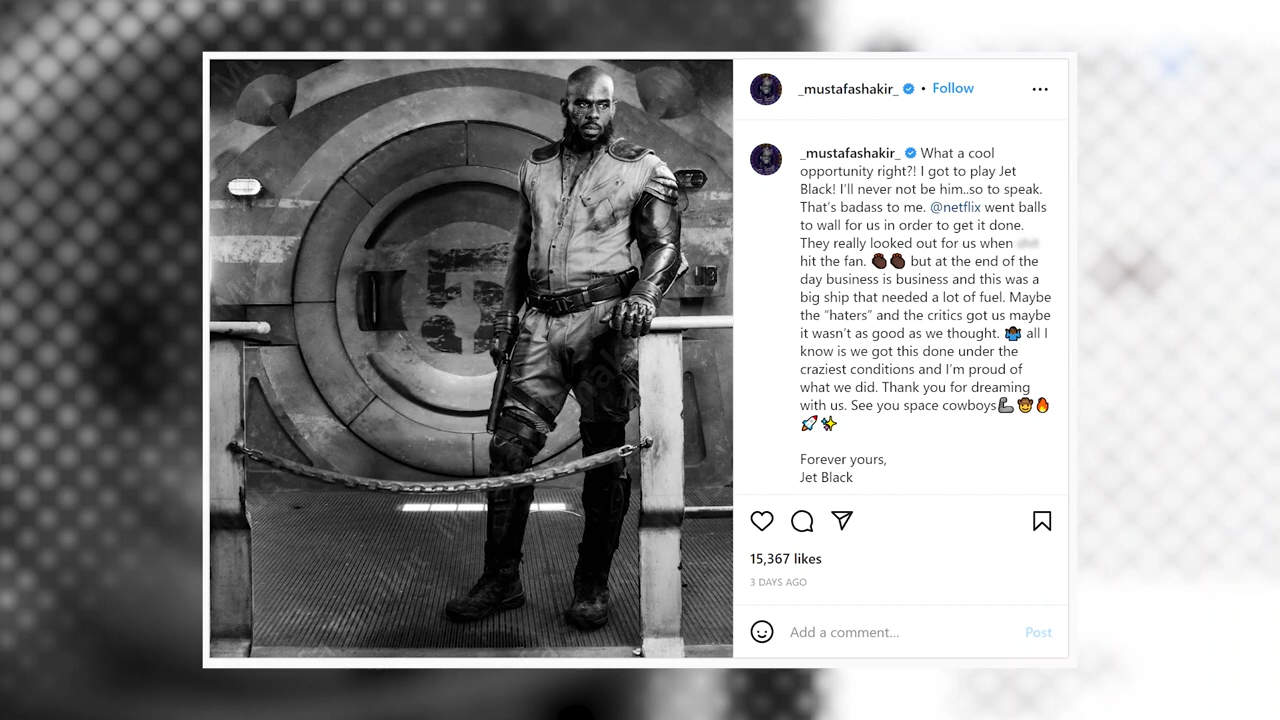 _mustafashakir_ • Follow
_mustafashakir_ What a cool
opportunity right?! I got to play Jet
Black! I'll never not be him..so to speak.
That's badass to me. @netflix went balls
to wall for us in order to get it done.
They really looked out for us when
hit the fan. but at the end of the
day business is business and this was a
big ship that needed a lot of fuel. Maybe
the “haters” and the critics got us maybe
it wasn't as good as we thought. all I
know is we got this done under the
craziest conditions and I'm proud of
what we did. Thank you for dreaming
with us. See you space cowboys
Forever yours,
Jet Black
15,367 likes
3 DAYS AGO
Add a comment... Post